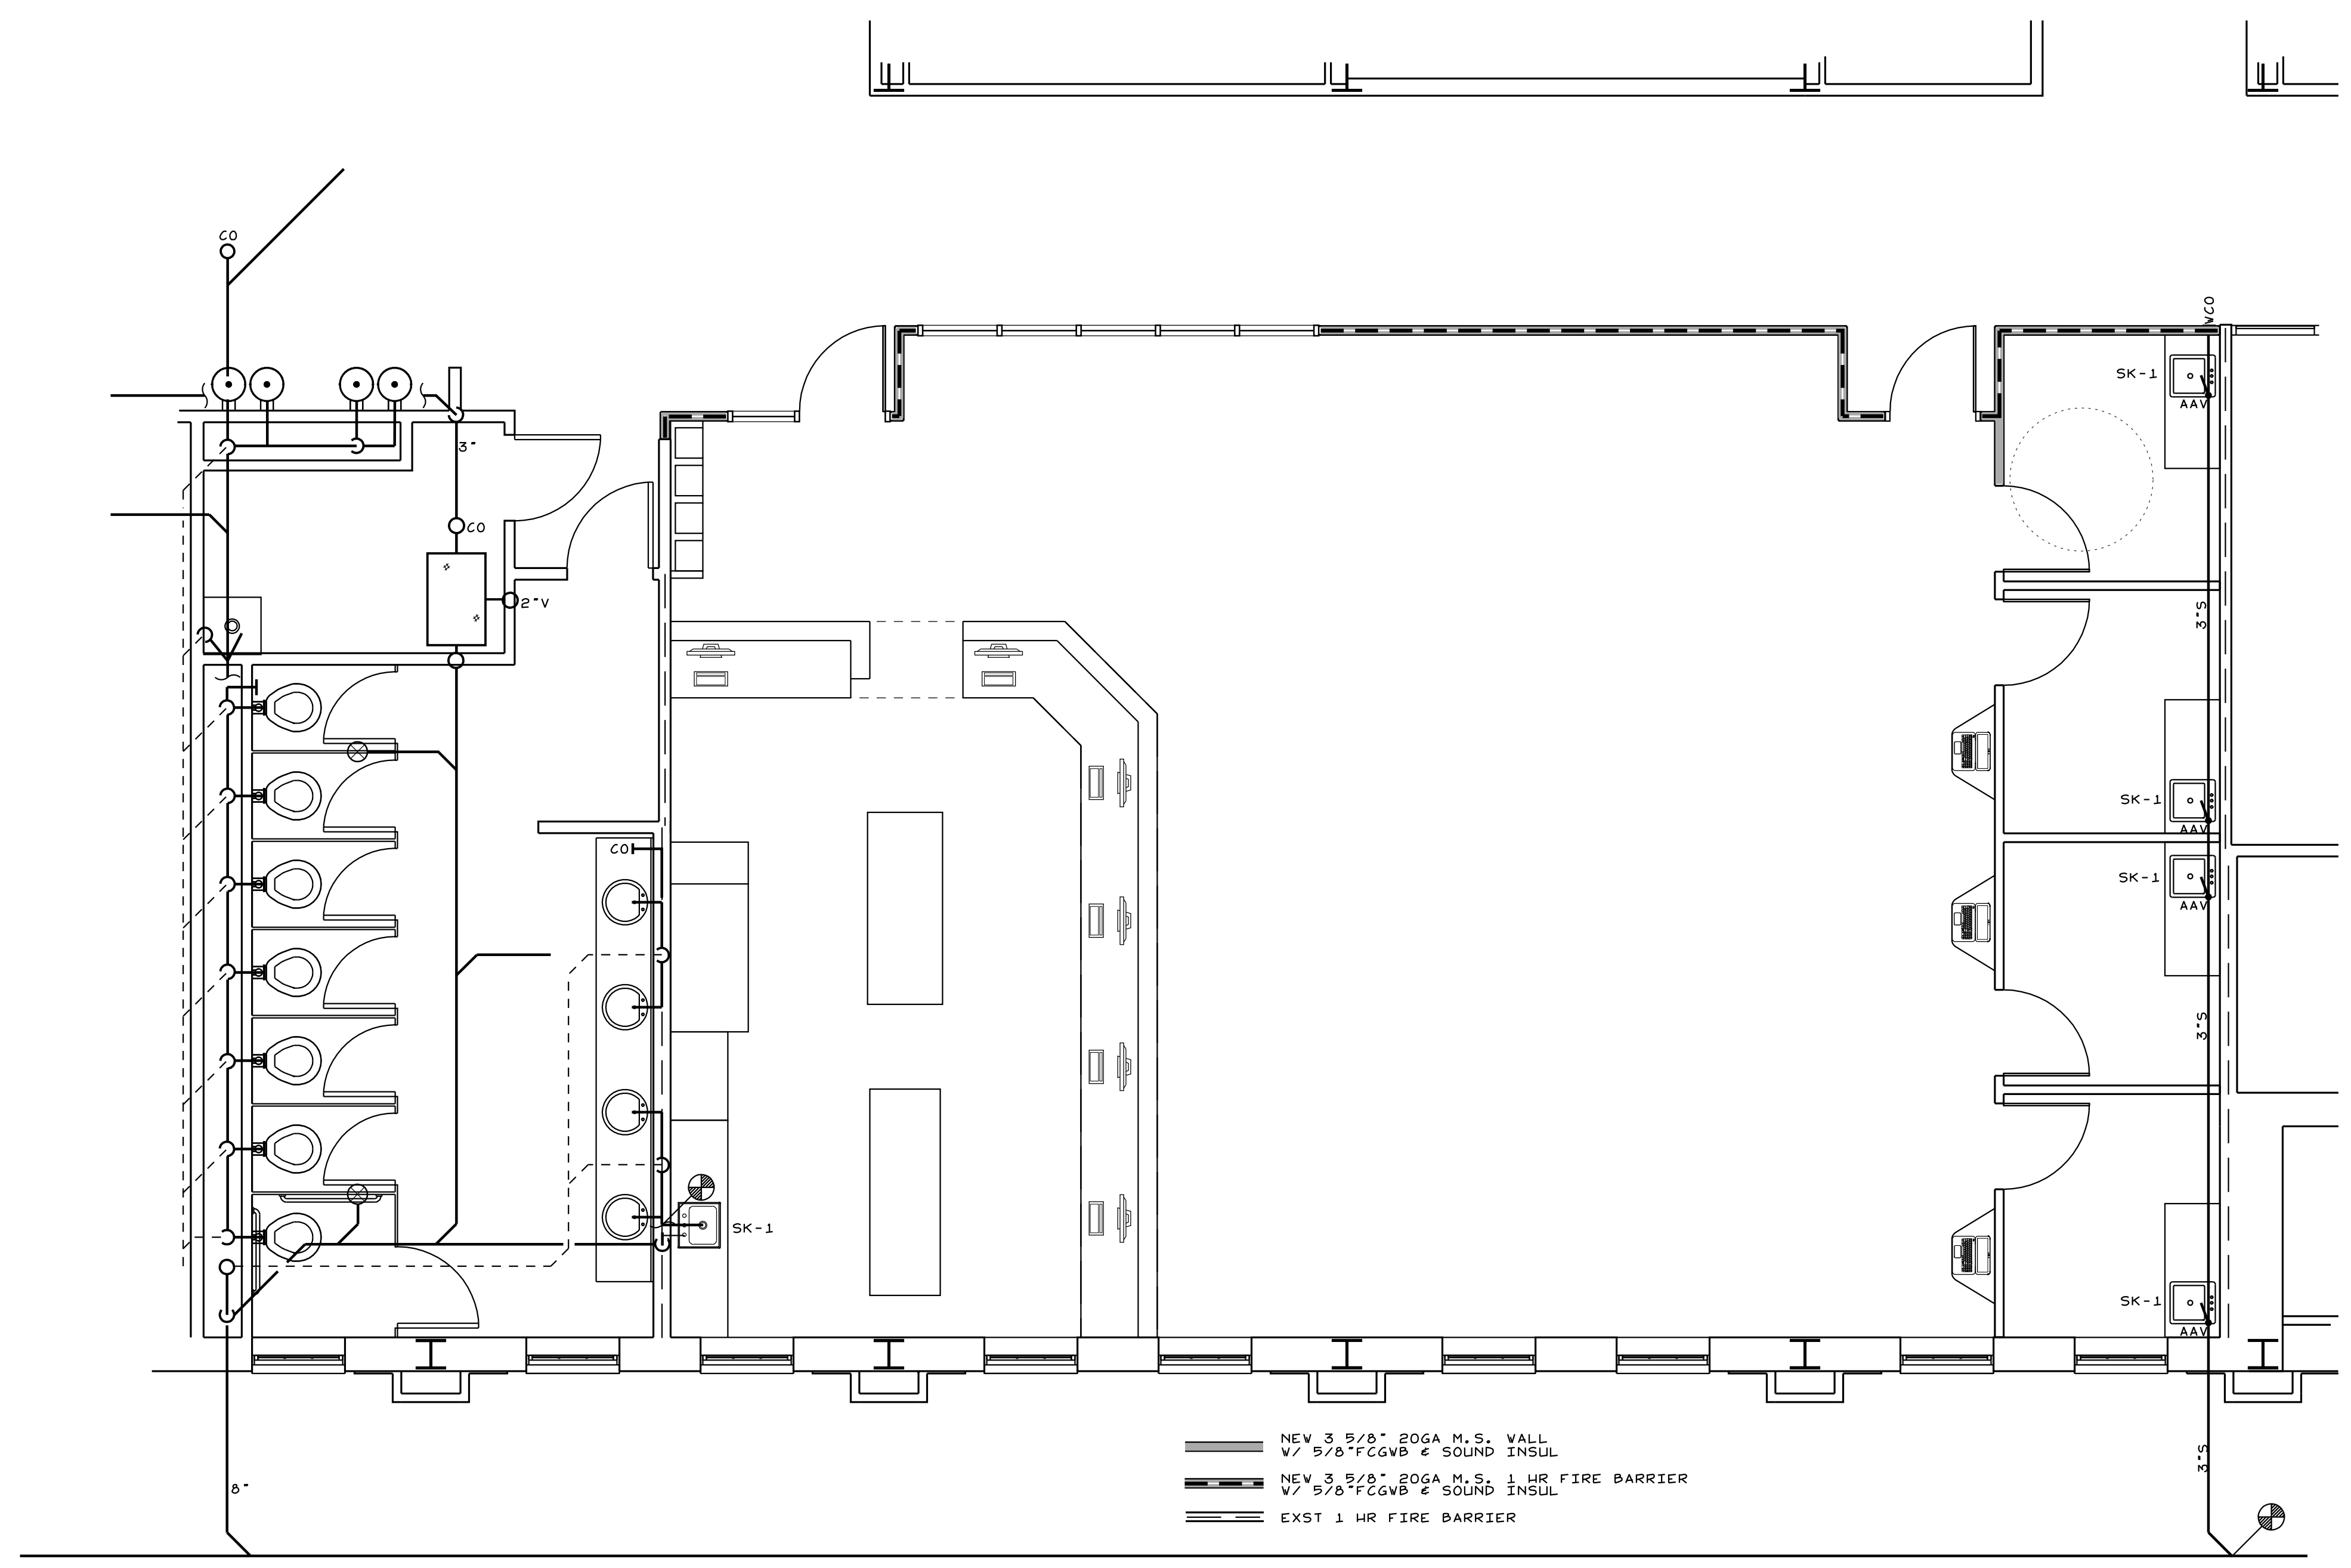 CO
WCO
SK-1
AAV
3"
CO
2"V
3"S
SK-1
AAV
CO
SK-1
AAV
3"S
SK-1
SK-1
AAV
NEW 3 5/8" 20GA M.S. WALL
W/ 5/8"FCGWB & SOUND INSUL
3"S
NEW 3 5/8" 20GA M.S. 1 HR FIRE BARRIER
W/ 5/8"FCGWB & SOUND INSUL
8"
EXST 1 HR FIRE BARRIER